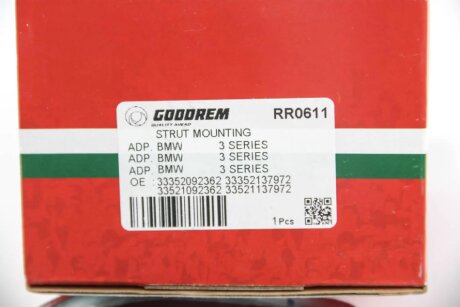 GOODREM RR0611
QUALITY AHEAD
STRUT MOUNTING
ADP. BMW 3 SERIES
ADP. BMW 3 SERIES
ADP. BMW 3 SERIES
OE : 33352092362 33352137972
33521092362 33521137972
1 Pcs